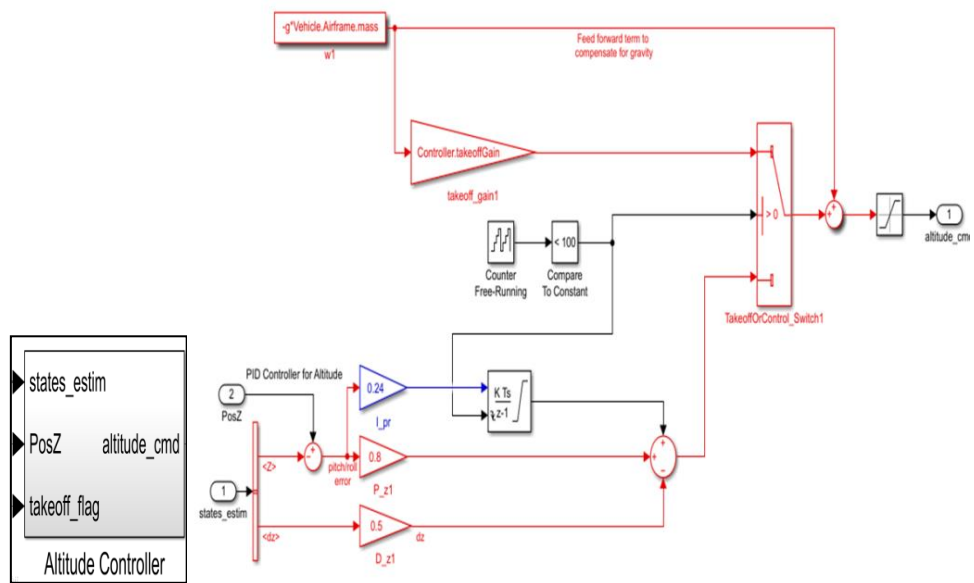 -g*Vehicle.Airframe.mass
w1
Feed forward term to
compensate for gravity
Controller.takeoffGain
takeoff_gain1
> 0
+
+
1
altitude_cmd
Counter
Free-Running
< 100
Compare
To Constant
TakeoffOrControl_Switch1
states_estim
PosZ
altitude_cmd
takeoff_flag
Altitude Controller
PID Controller for Altitude
2
PosZ
0.24
I_pr
K Ts
z-1
+
+
−
<Z>
−
pitch/roll
error
0.8
P_z1
1
states_estim
<dz>
0.5
D_z1
dz